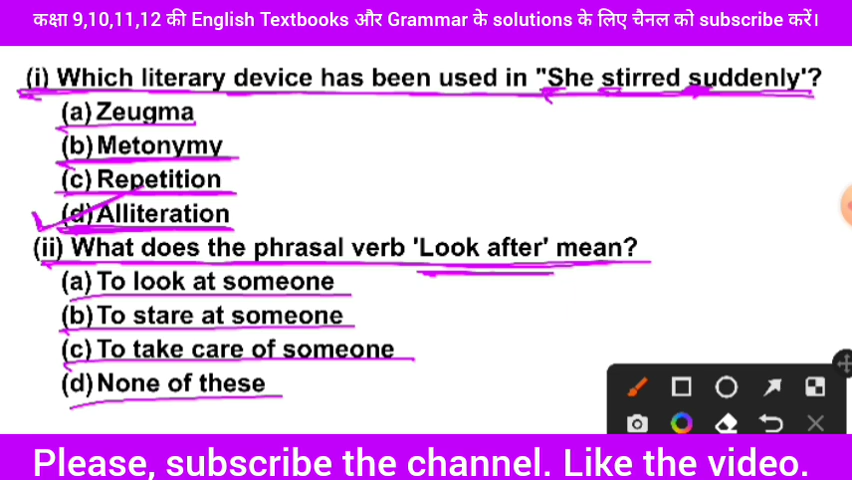 कक्षा 9,10,11,12 की English Textbooks और Grammar के solutions के लिए चैनल को subscribe करें।
(i) Which literary device has been used in "She stirred suddenly'?
(a) Zeugma
(b) Metonymy
(c) Repetition
(d) Alliteration
(ii) What does the phrasal verb 'Look after' mean?
(a) To look at someone
(b) To stare at someone
(c) To take care of someone
(d) None of these
Please, subscribe the channel. Like the video.